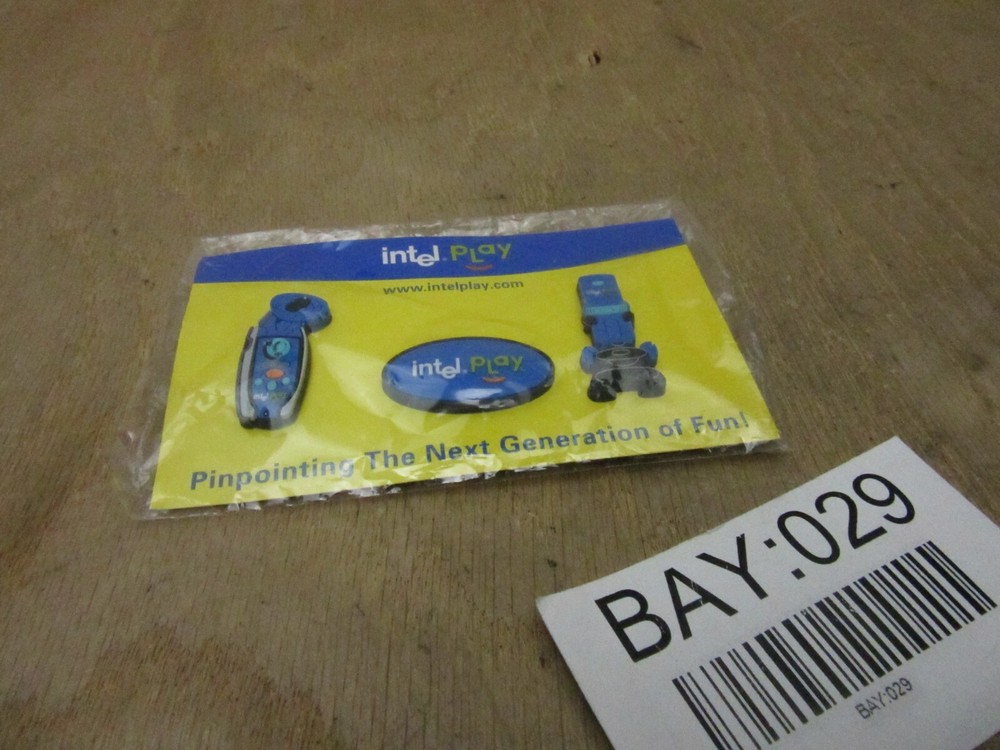 intel Play
www.intelplay.com
intel Play
Pinpointing The Next Generation of Fun!
BAY:029
BAY:029